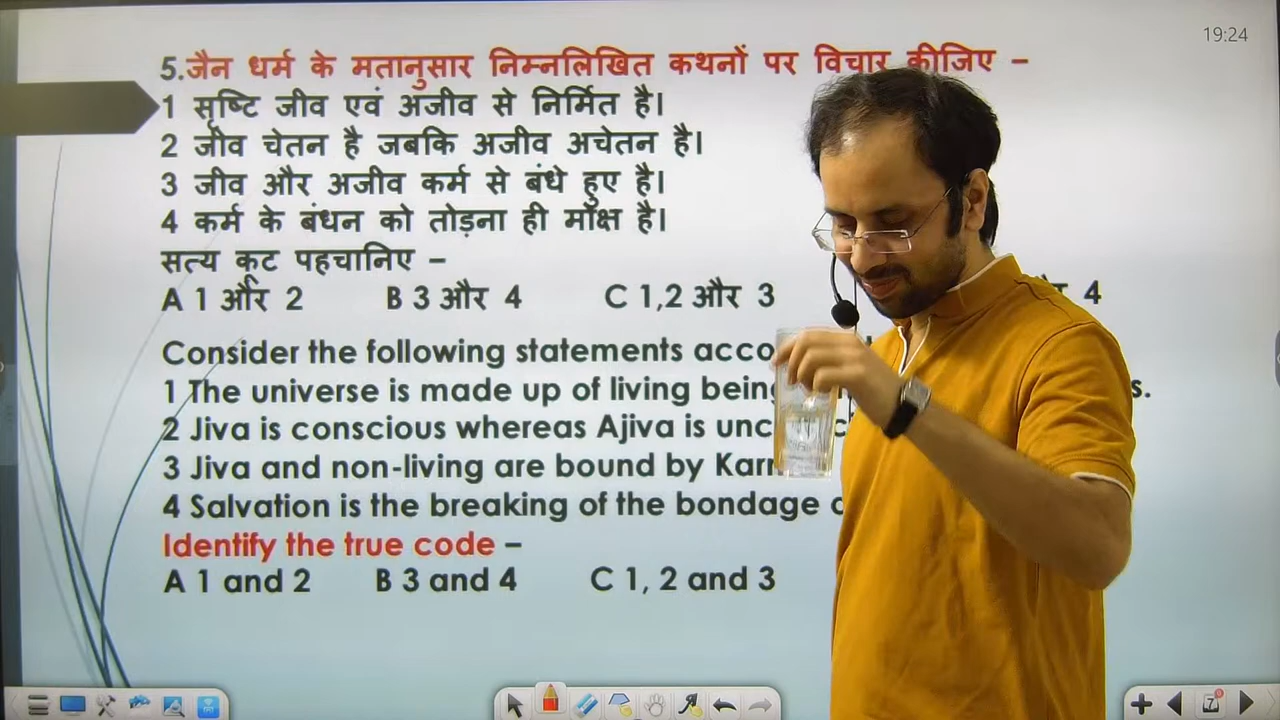 19:24
5.जैन धर्म के मतानुसार निम्नलिखित कथनों पर विचार कीजिए –
1 सृष्टि जीव एवं अजीव से निर्मित है।
2 जीव चेतन है जबकि अजीव अचेतन है।
3 जीव और अजीव कर्म से बंधे हुए है।
4 कर्म के बंधन को तोड़ना ही मोक्ष है।
सत्य कूट पहचानिए –
A 1 और 2 B 3 और 4 C 1,2 और 3 4
Consider the following statements
1 The universe is made up of living
2 Jiva is conscious whereas Ajiva is
3 Jiva and non-living are bound by
4 Salvation is the breaking of the bondage
Identify the true code –
A 1 and 2 B 3 and 4 C 1, 2 and 3
7